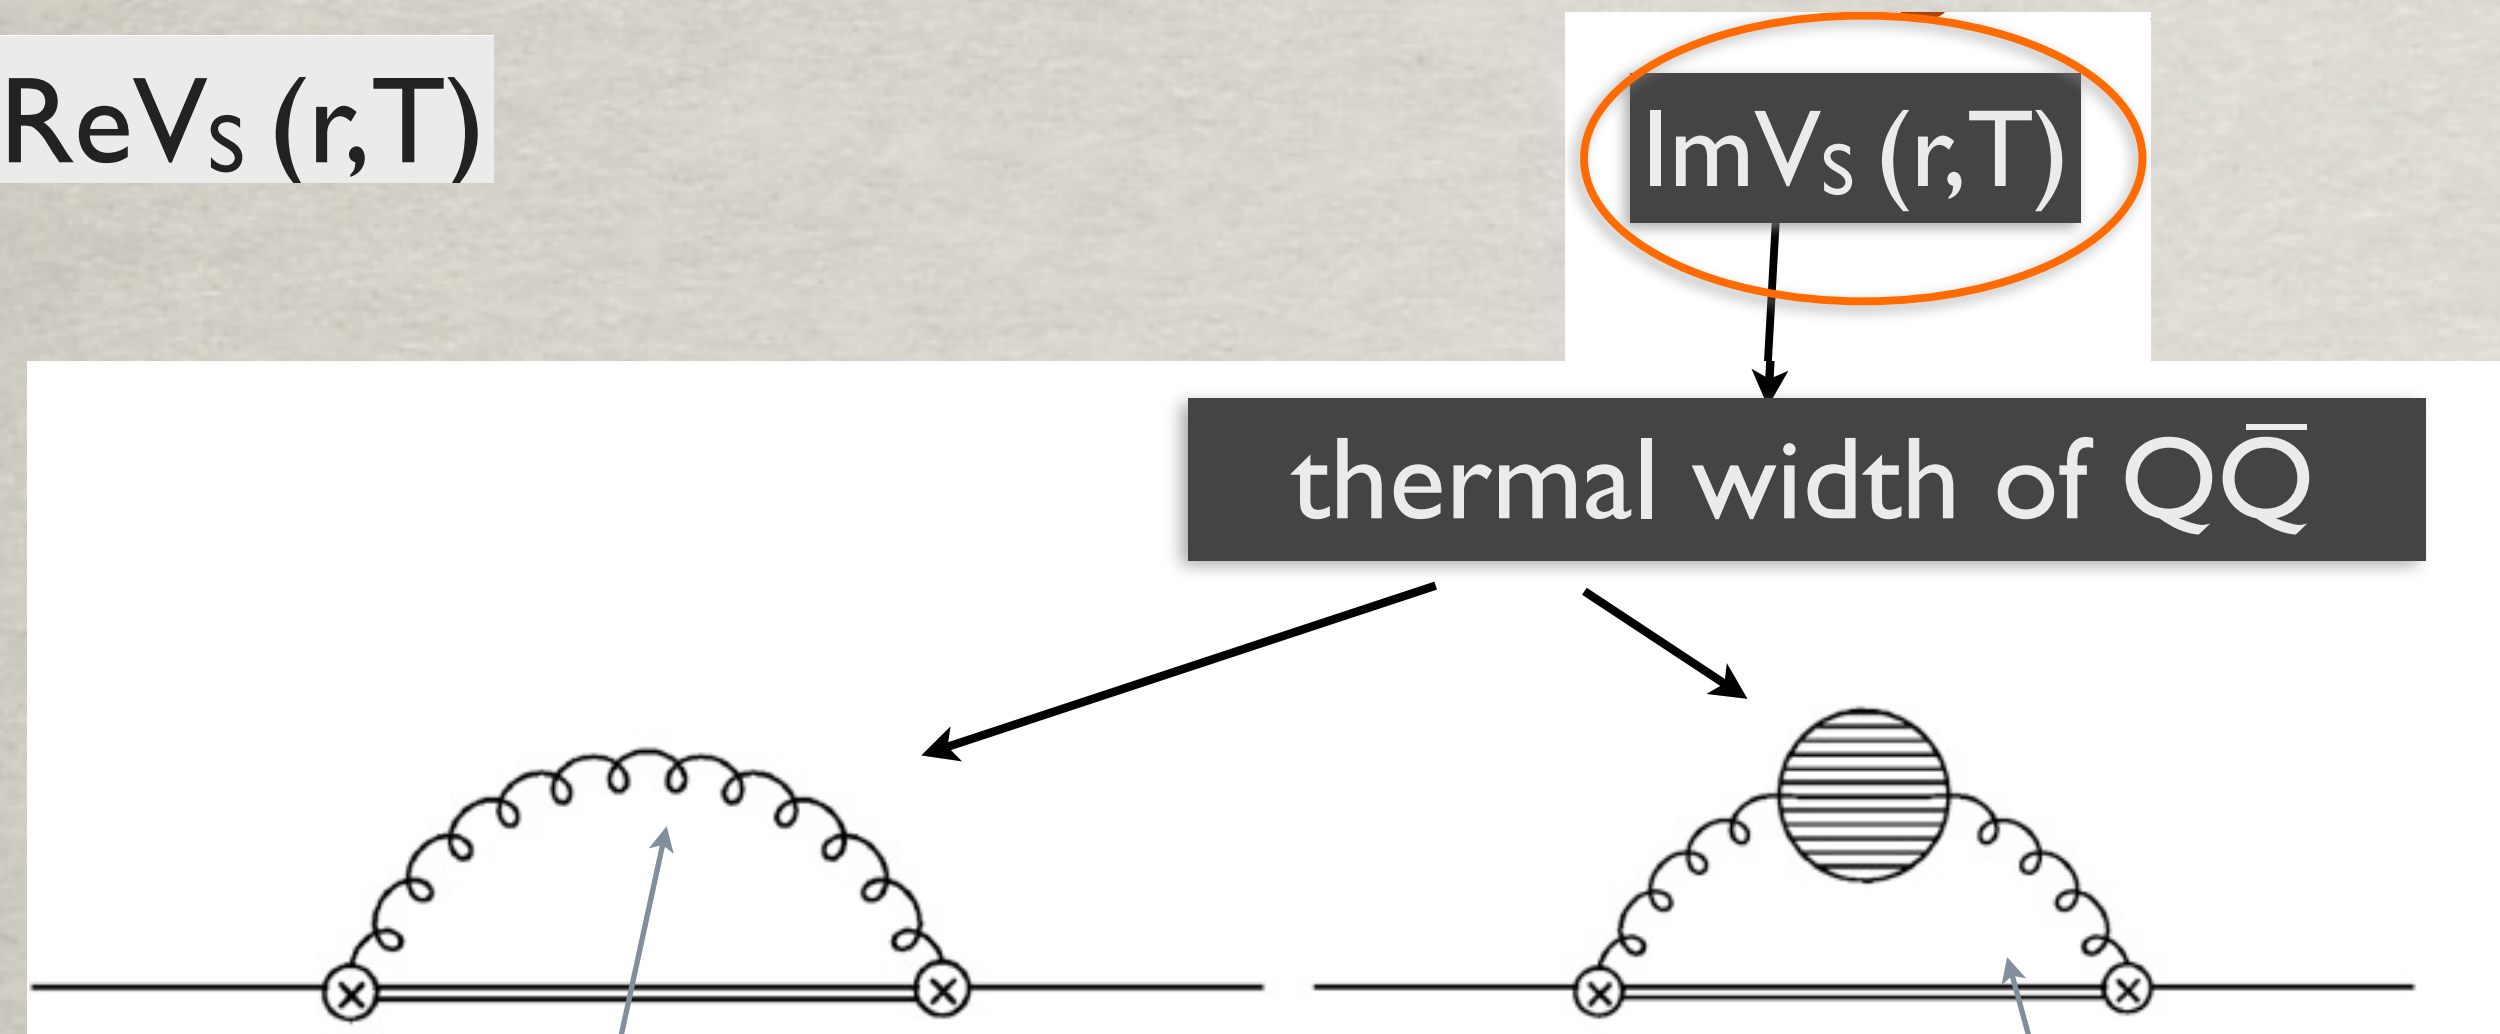 ReVs (r,T)
ImVs (r,T)
thermal width of QQ̅